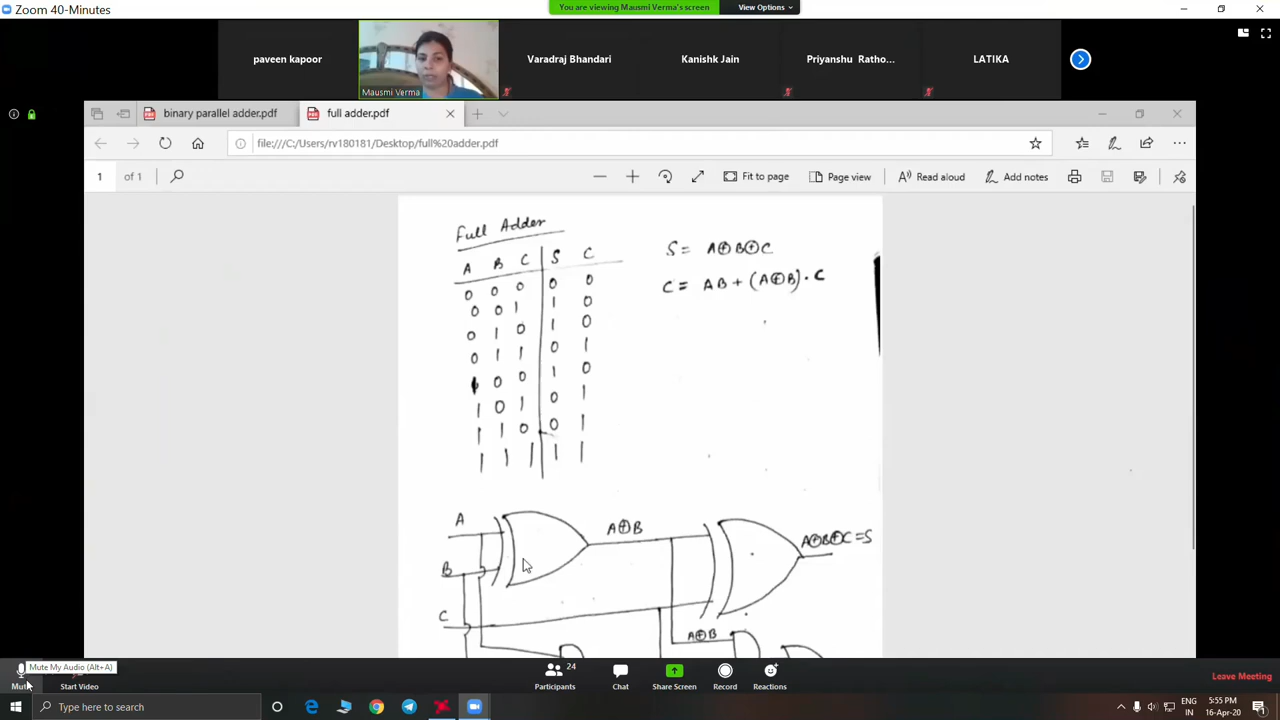 Zoom 40-Minutes
You are viewing Mausmi Verma's screen
View Options
paveen kapoor
Mausmi Verma
Varadraj Bhandari
Kanishk Jain
Priyanshu Ratho...
LATIKA
binary parallel adder.pdf
full adder.pdf
file:///C:/Users/rv180181/Desktop/full%20adder.pdf
1 of 1
Fit to page
Page view
Read aloud
Add notes
Full Adder
A B C S C
0 0 0 0 0
0 0 1 1 0
0 1 0 1 0
0 1 1 0 1
1 0 0 1 0
1 0 1 0 1
1 1 0 0 1
1 1 1 1 1
S = A⊕B⊕C
C = AB + (A⊕B)·C
A
B
C
A⊕B
A⊕B⊕C=S
A⊕B
Mute My Audio (Alt+A)
Mute
Start Video
Participants
24
Chat
Share Screen
Record
Reactions
Leave Meeting
Type here to search
ENG
IN
5:55 PM
16-Apr-20
1